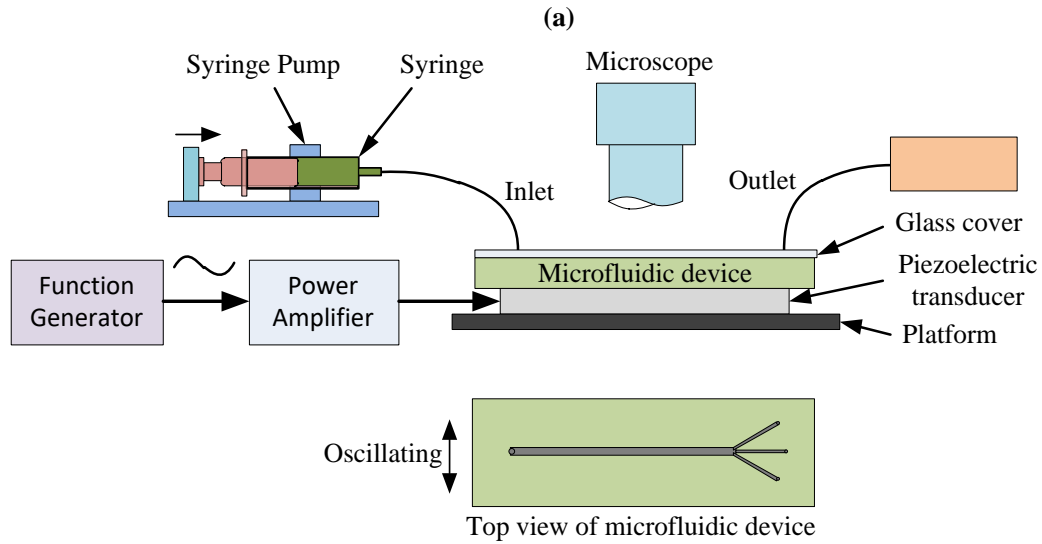 (a)
Syringe Pump
Syringe
Microscope
Inlet
Outlet
Glass cover
Microfluidic device
Piezoelectric
transducer
Function
Generator
Power
Amplifier
Platform
Oscillating
Top view of microfluidic device